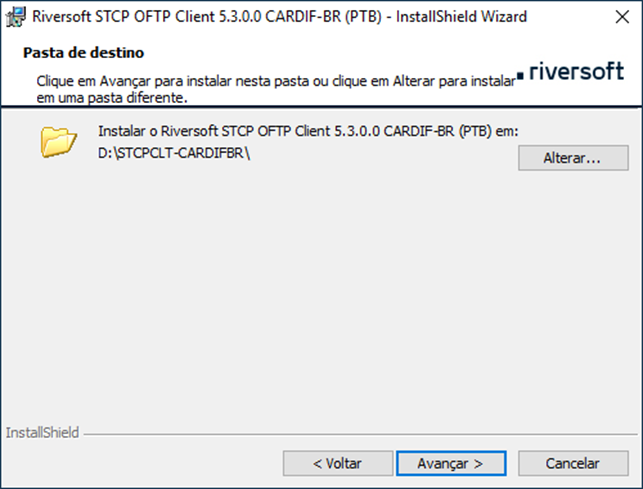 Riversoft STCP OFTP Client 5.3.0.0 CARDIF-BR (PTB) - InstallShield Wizard
Pasta de destino
Clique em Avançar para instalar nesta pasta ou clique em Alterar para instalar
em uma pasta diferente.
riversoft
Instalar o Riversoft STCP OFTP Client 5.3.0.0 CARDIF-BR (PTB) em:
D:\STCPCLT-CARDIFBR\
Alterar...
InstallShield
< Voltar
Avançar >
Cancelar